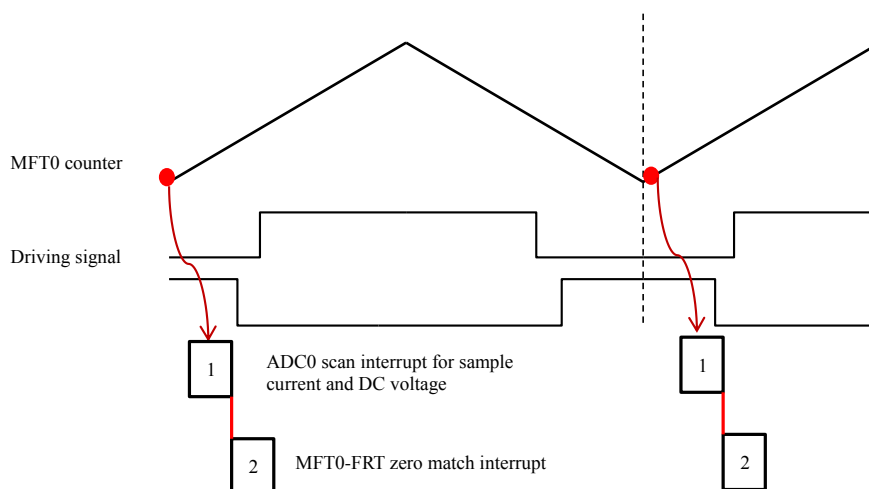 MFT0 counter
Driving signal
1
ADC0 scan interrupt for sample
current and DC voltage
1
2
MFT0-FRT zero match interrupt
2